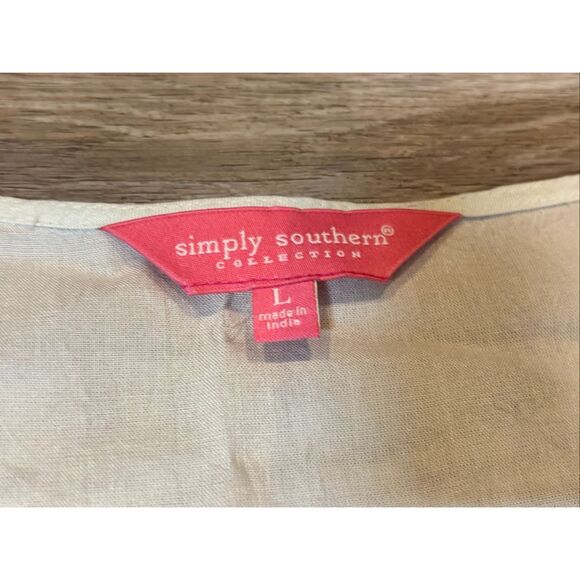 simply southern®
COLLECTION
L
made in
India